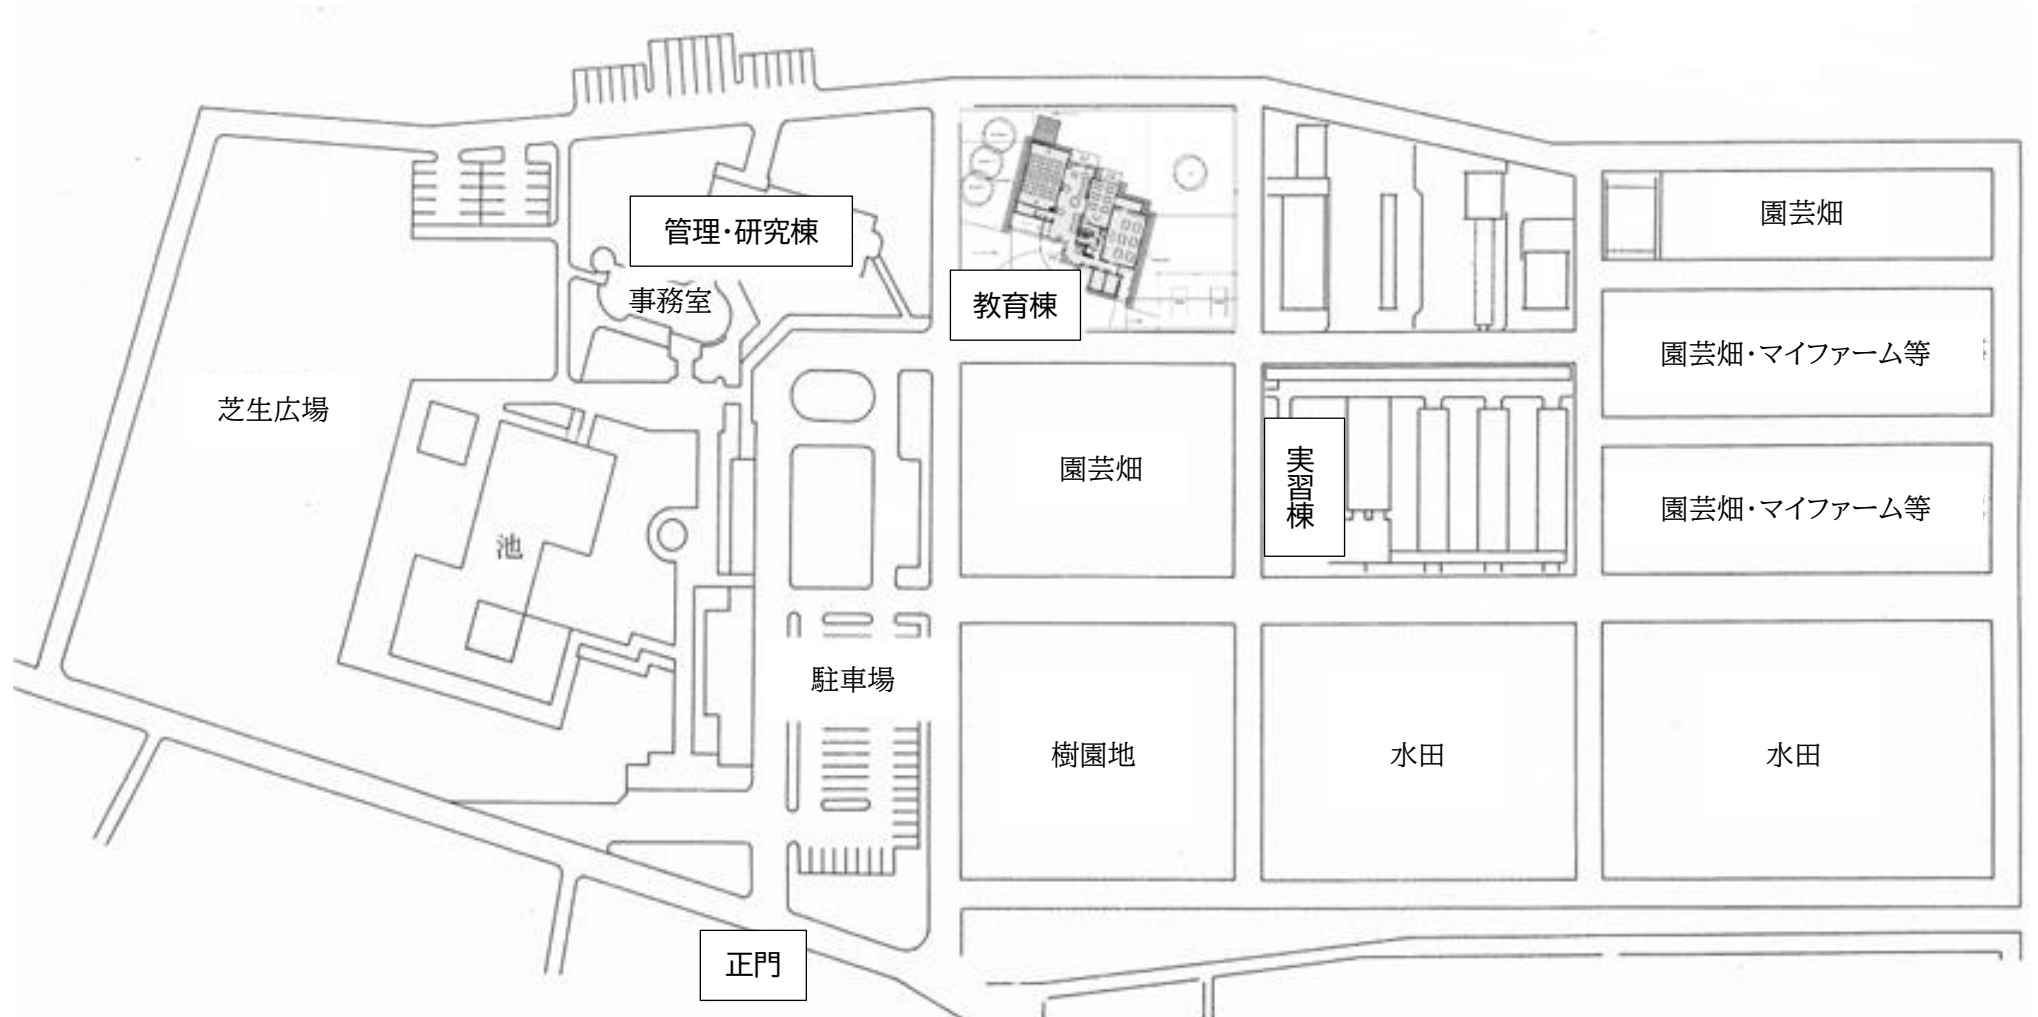 園芸畑
管理・研究棟
事務室
教育棟
園芸畑・マイファーム等
芝生広場
園芸畑
実習棟
園芸畑・マイファーム等
池
駐車場
樹園地
水田
水田
正門